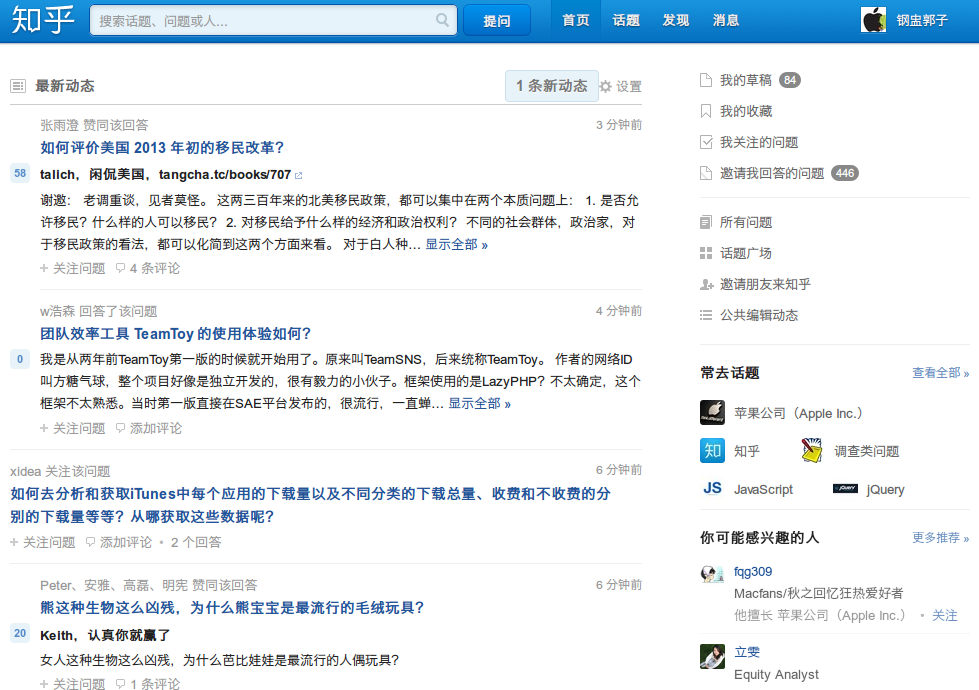 知乎
搜索话题、问题或人...
提问
首页 话题 发现 消息
钢盅郭子
最新动态
1 条新动态
设置
张雨澄 赞同该回答
3 分钟前
如何评价美国 2013 年初的移民改革？
58
talich，闲侃美国，tangcha.tc/books/707
谢邀： 老调重谈，见者莫怪。 这两三百年来的北美移民政策，都可以集中在两个本质问题上： 1. 是否允
许移民？什么样的人可以移民？ 2. 对移民给予什么样的经济和政治权利？ 不同的社会群体，政治家，对
于移民政策的看法，都可以化简到这两个方面来看。 对于白人种... 显示全部 »
+ 关注问题 4 条评论
w浩森 回答了该问题
4 分钟前
团队效率工具 TeamToy 的使用体验如何？
0
我是从两年前TeamToy第一版的时候就开始用了。原来叫TeamSNS，后来统称TeamToy。 作者的网络ID
叫方糖气球，整个项目好像是独立开发的，很有毅力的小伙子。框架使用的是LazyPHP？不太确定，这个
框架不太熟悉。当时第一版直接在SAE平台发布的，很流行，一直蝉... 显示全部 »
+ 关注问题 添加评论
xidea 关注该问题
6 分钟前
如何去分析和获取iTunes中每个应用的下载量以及不同分类的下载总量、收费和不收费的分
别的下载量等等？从哪获取这些数据呢？
+ 关注问题 添加评论 • 2 个回答
Peter、安雅、高磊、明宪 赞同该回答
6 分钟前
熊这种生物这么凶残，为什么熊宝宝是最流行的毛绒玩具？
20
Keith，认真你就赢了
女人这种生物这么凶残，为什么芭比娃娃是最流行的人偶玩具？
+ 关注问题 1 条评论
我的草稿 84
我的收藏
我关注的问题
邀请我回答的问题 446
所有问题
话题广场
邀请朋友来知乎
公共编辑动态
常去话题
查看全部 »
苹果公司（Apple Inc.）
知 知乎
调查类问题
JS JavaScript
jQuery jQuery
你可能感兴趣的人
更多推荐 »
fqg309
Macfans/秋之回忆狂热爱好者
他擅长 苹果公司（Apple Inc.） • 关注
立雯
Equity Analyst